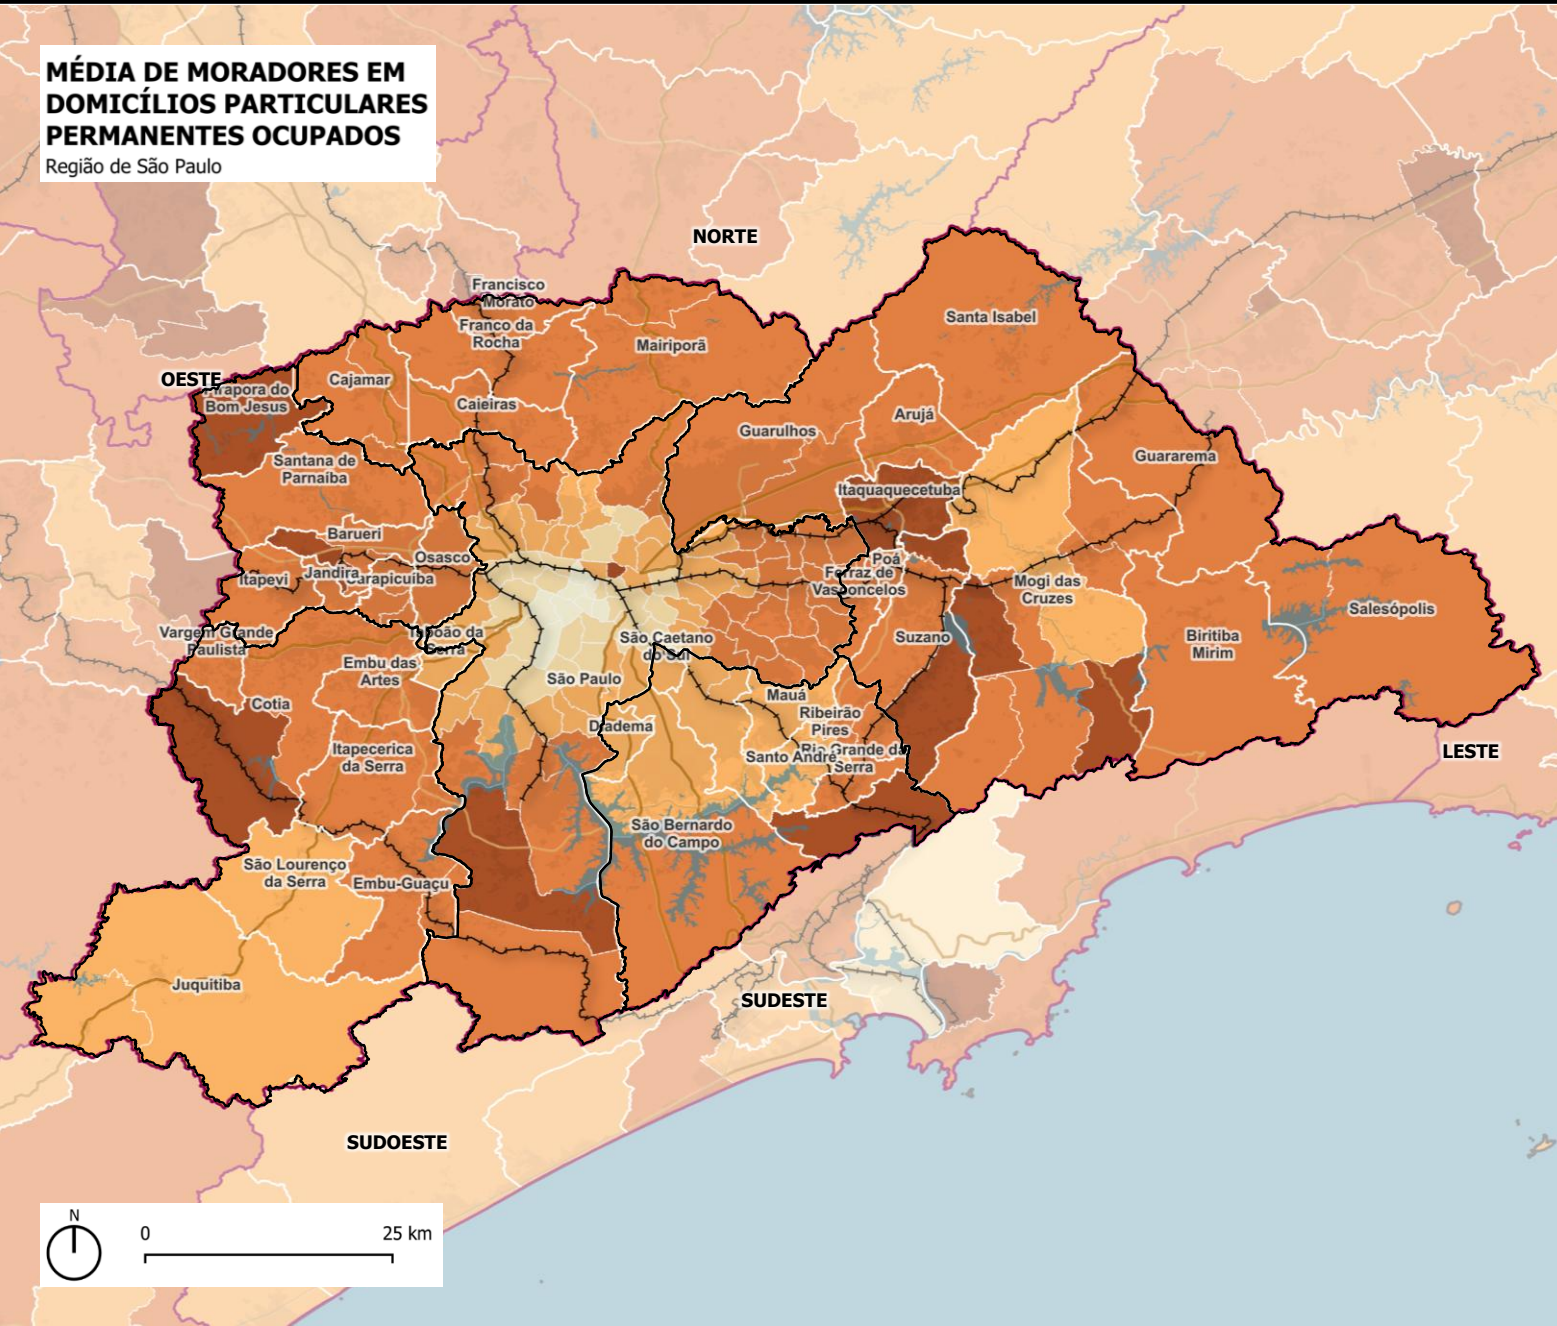 MÉDIA DE MORADORES EM
DOMICÍLIOS PARTICULARES
PERMANENTES OCUPADOS
Região de São Paulo
NORTE
Francisco
Morato
Franco da
Rocha
Mairiporã
Santa Isabel
OESTE
Cajamar
Pirapora do
Bom Jesus
Caieiras
Arujá
Guarulhos
Guararema
Santana de
Parnaíba
Itaquaquecetuba
Barueri
Osasco
Poá
Itapevi
Jandira
Carapicuíba
Ferraz de
Vasconcelos
Mogi das
Cruzes
Salesópolis
Vargem Grande
Paulista
Taboão da
Serra
São Caetano
do Sul
Suzano
Biritiba
Mirim
Embu das
Artes
São Paulo
Mauá
Cotia
Ribeirão
Pires
Diadema
Itapecerica
da Serra
Santo André
Rio Grande da
Serra
LESTE
São Bernardo
do Campo
São Lourenço
da Serra
Embu-Guaçu
Juquitiba
SUDESTE
SUDOESTE
N
0
25 km